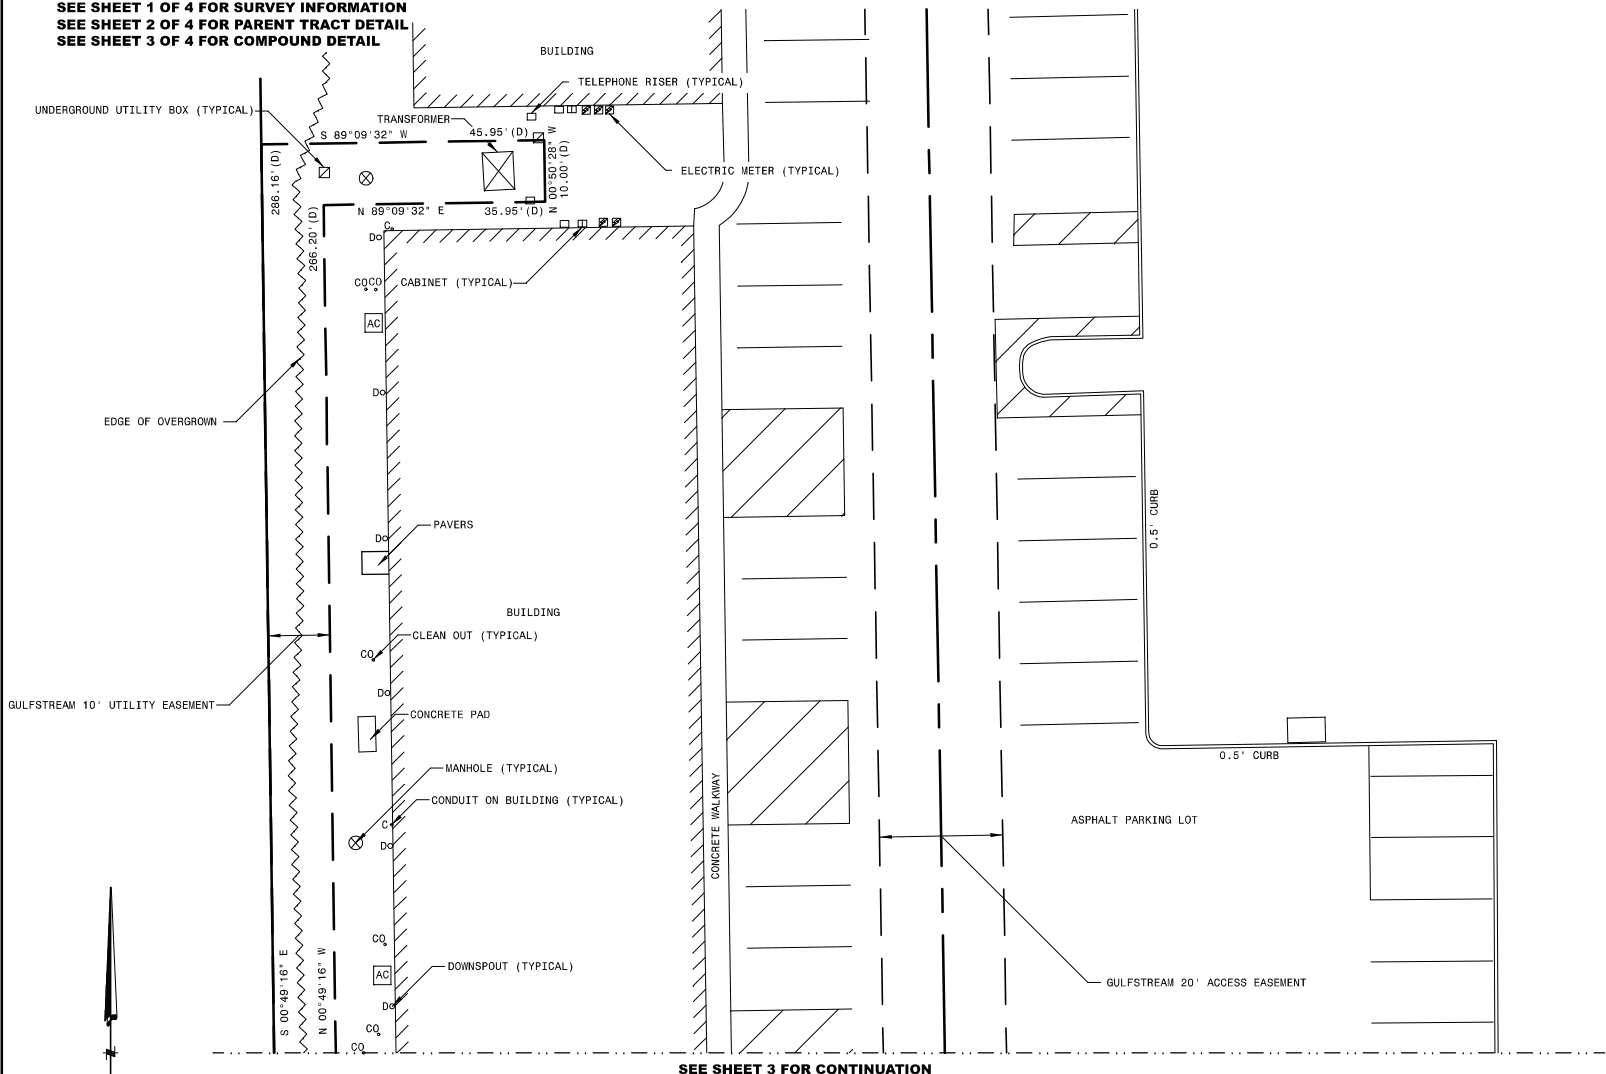 SEE SHEET 1 OF 4 FOR SURVEY INFORMATION
SEE SHEET 2 OF 4 FOR PARENT TRACT DETAIL
SEE SHEET 3 OF 4 FOR COMPOUND DETAIL
BUILDING
TELEPHONE RISER (TYPICAL)
UNDERGROUND UTILITY BOX (TYPICAL)
TRANSFORMER
S 89°09'32" W
45.95'(D)
N 00°50'28" W
10.00'(D)
ELECTRIC METER (TYPICAL)
286.16'(D)
N 89°09'32" E
35.95'(D)
266.20'(D)
C
D
COCO
CABINET (TYPICAL)
AC
D
EDGE OF OVERGROWN
0.5' CURB
PAVERS
D
BUILDING
CLEAN OUT (TYPICAL)
CO
D
GULFSTREAM 10' UTILITY EASEMENT
CONCRETE PAD
0.5' CURB
MANHOLE (TYPICAL)
CONDUIT ON BUILDING (TYPICAL)
C
D
CONCRETE WALKWAY
ASPHALT PARKING LOT
CO
AC
DOWNSPOUT (TYPICAL)
D
GULFSTREAM 20' ACCESS EASEMENT
S 00°49'16" E
N 00°49'16" W
CO
CO
N
SEE SHEET 3 FOR CONTINUATION